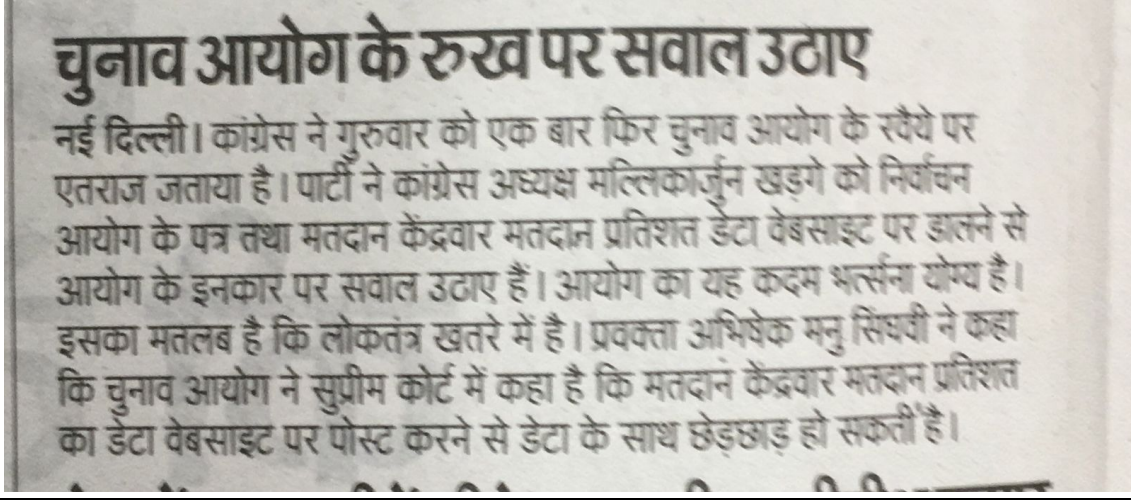 चुनाव आयोग के रुख पर सवाल उठाए
नई दिल्ली। कांग्रेस ने गुरुवार को एक बार फिर चुनाव आयोग के रवैये पर
एतराज जताया है। पार्टी ने कांग्रेस अध्यक्ष मल्लिकार्जुन खड़गे को निर्वाचन
आयोग के पत्र तथा मतदान केंद्रवार मतदान प्रतिशत डेटा वेबसाइट पर डालने से
आयोग के इनकार पर सवाल उठाए हैं। आयोग का यह कदम भर्त्सना योग्य है।
इसका मतलब है कि लोकतंत्र खतरे में है। प्रवक्ता अभिषेक मनु सिंघवी ने कहा
कि चुनाव आयोग ने सुप्रीम कोर्ट में कहा है कि मतदान केंद्रवार मतदान प्रतिशत
का डेटा वेबसाइट पर पोस्ट करने से डेटा के साथ छेड़छाड़ हो सकती है।